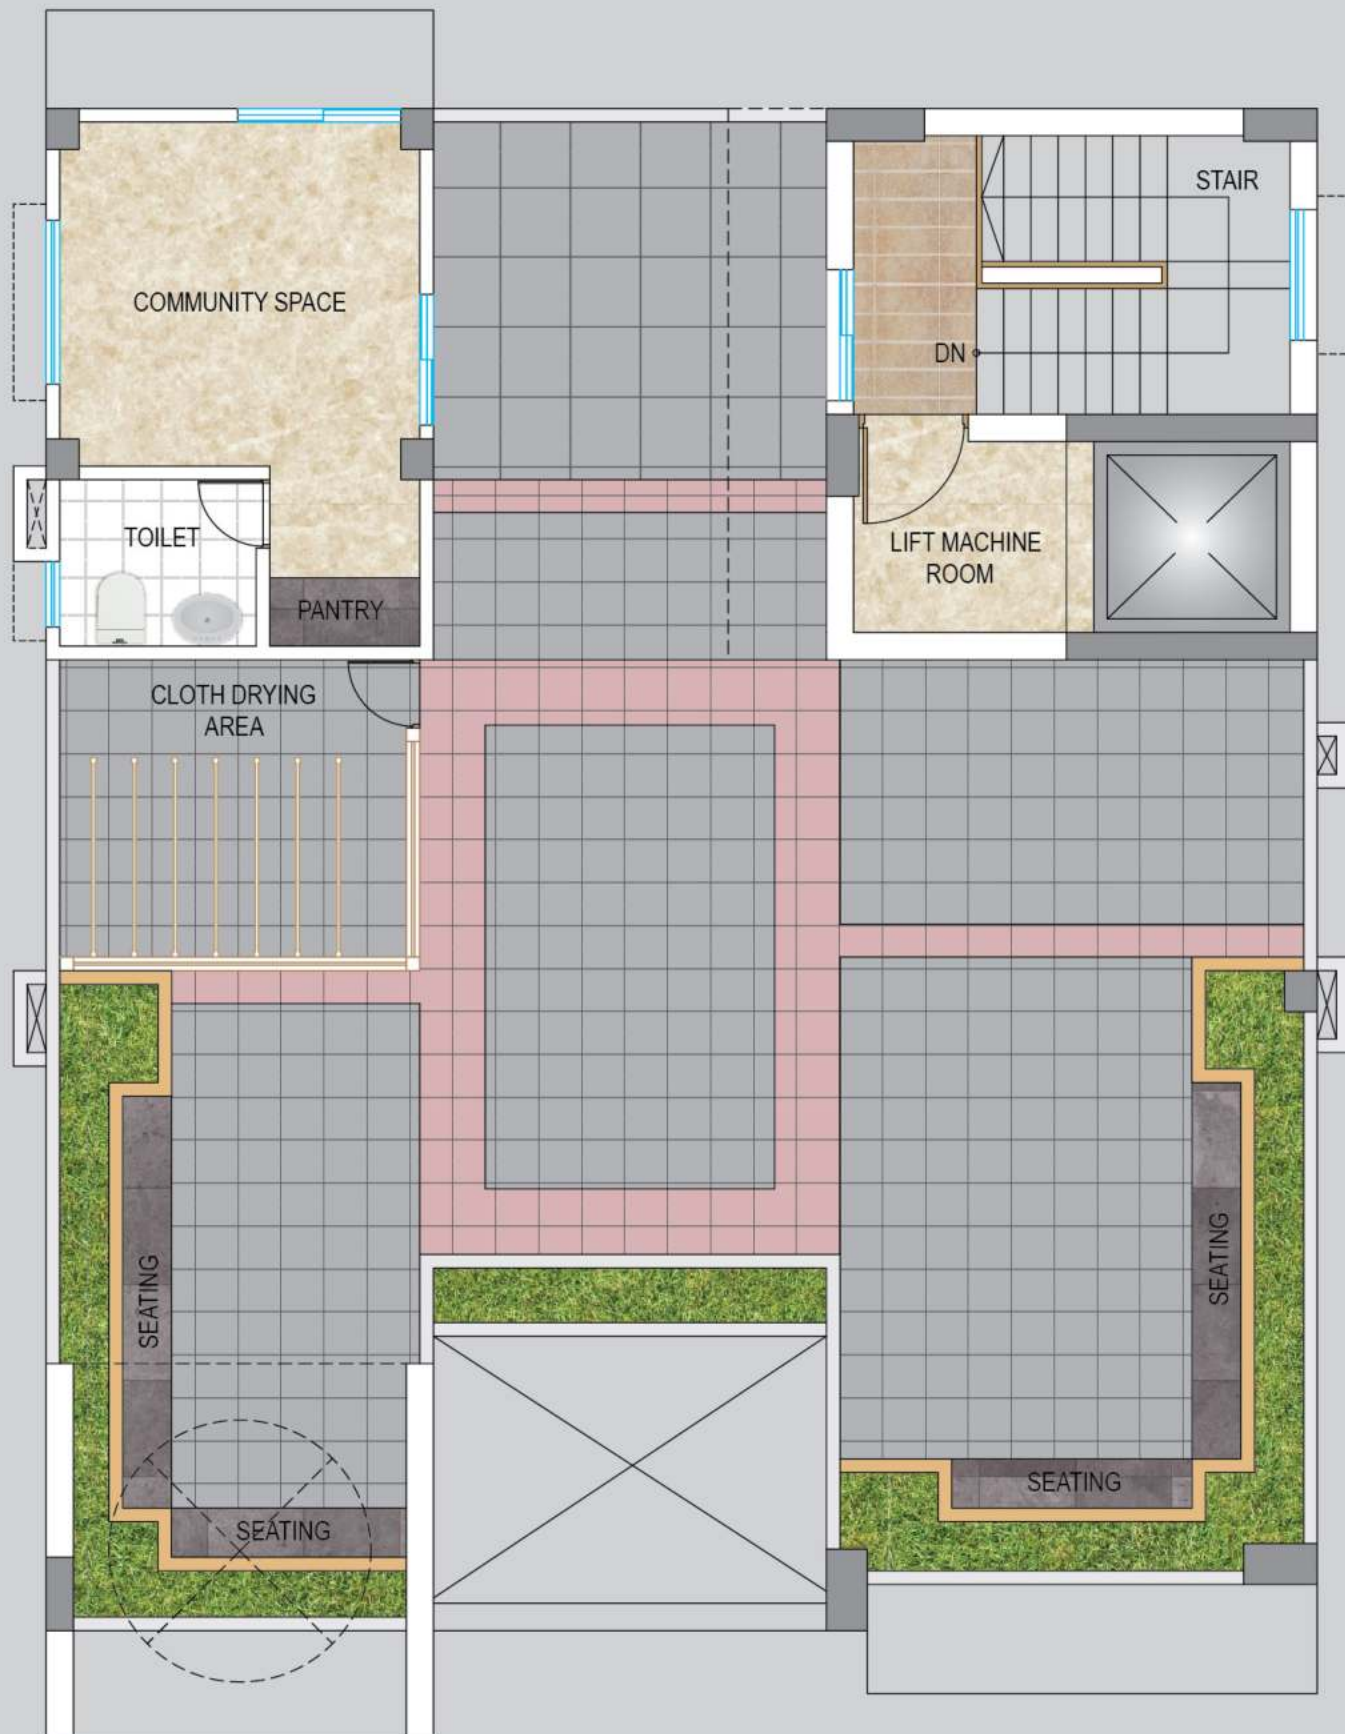 STAIR
COMMUNITY SPACE
DN
TOILET
LIFT MACHINE
ROOM
PANTRY
CLOTH DRYING
AREA
SEATING
SEATING
SEATING
SEATING